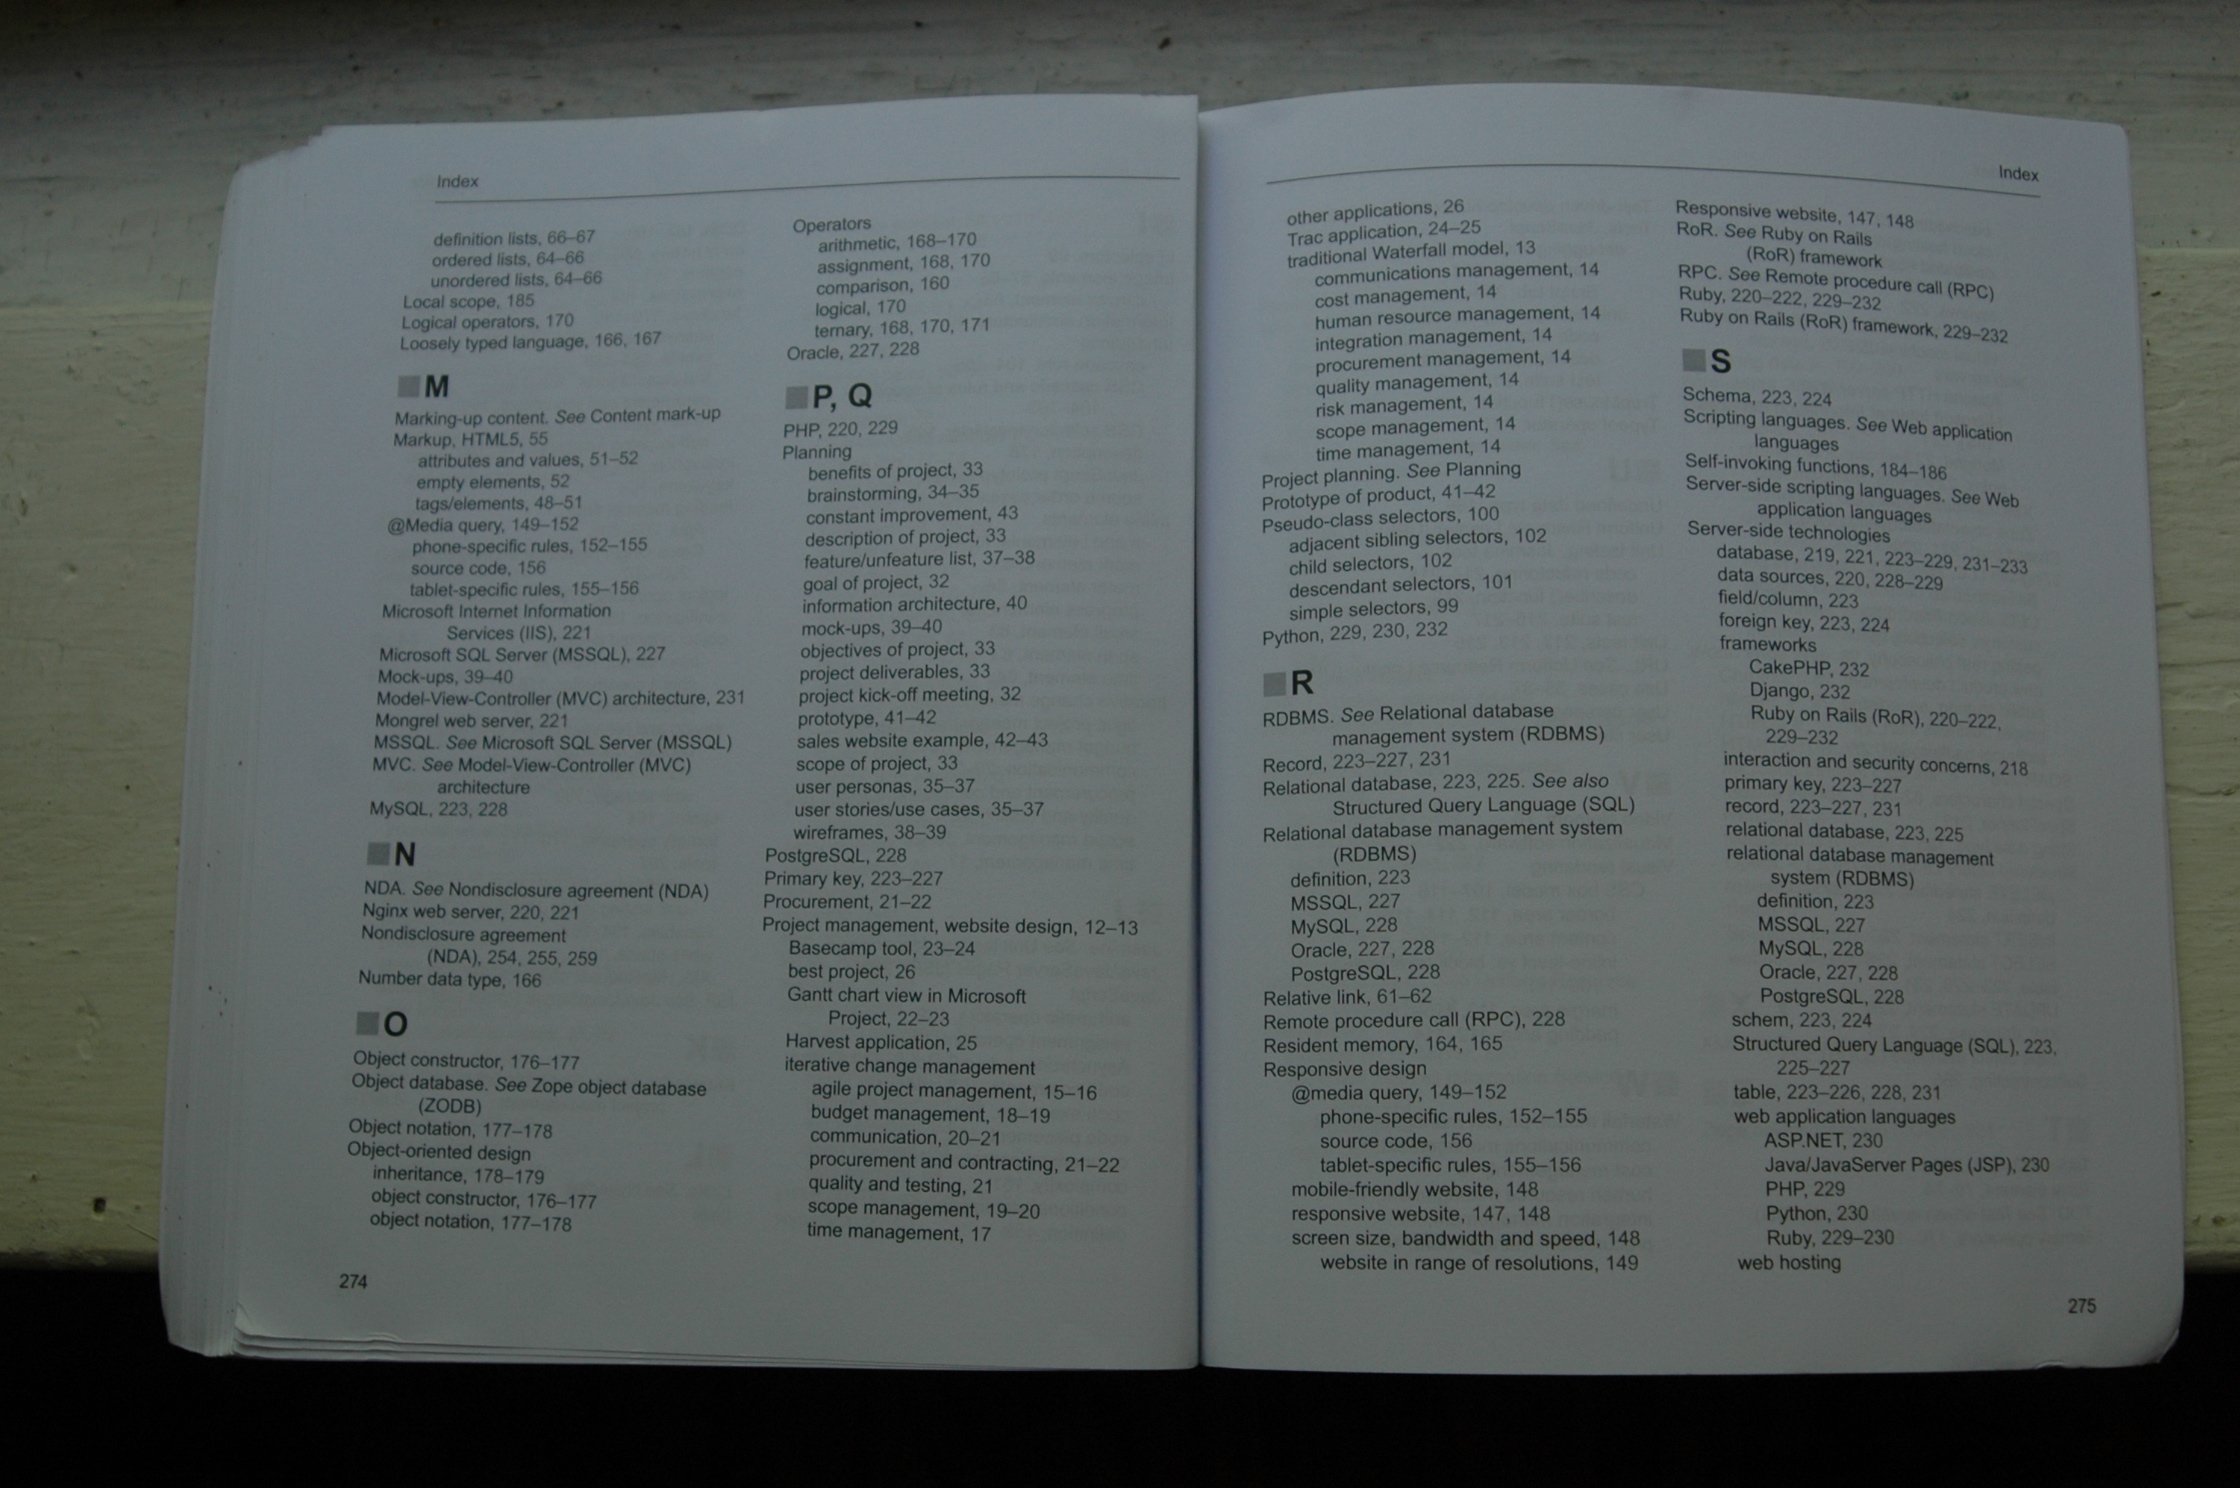 Index
definition lists, 66–67
ordered lists, 64–66
unordered lists, 64–66
Local scope, 185
Logical operators, 170
Loosely typed language, 166, 167
M
Marking-up content. See Content mark-up
Markup, HTML5, 55
attributes and values, 51–52
empty elements, 52
tags/elements, 48–51
@Media query, 149–152
phone-specific rules, 152–155
source code, 156
tablet-specific rules, 155–156
Microsoft Internet Information
Services (IIS), 221
Microsoft SQL Server (MSSQL), 227
Mock-ups, 39–40
Model-View-Controller (MVC) architecture, 231
Mongrel web server, 221
MSSQL. See Microsoft SQL Server (MSSQL)
MVC. See Model-View-Controller (MVC)
architecture
MySQL, 223, 228
N
NDA. See Nondisclosure agreement (NDA)
Nginx web server, 220, 221
Nondisclosure agreement
(NDA), 254, 255, 259
Number data type, 166
O
Object constructor, 176–177
Object database. See Zope object database
(ZODB)
Object notation, 177–178
Object-oriented design
inheritance, 178–179
object constructor, 176–177
object notation, 177–178
Operators
arithmetic, 168–170
assignment, 168, 170
comparison, 160
logical, 170
ternary, 168, 170, 171
Oracle, 227, 228
P, Q
PHP, 220, 229
Planning
benefits of project, 33
brainstorming, 34–35
constant improvement, 43
description of project, 33
feature/unfeature list, 37–38
goal of project, 32
information architecture, 40
mock-ups, 39–40
objectives of project, 33
project deliverables, 33
project kick-off meeting, 32
prototype, 41–42
sales website example, 42–43
scope of project, 33
user personas, 35–37
user stories/use cases, 35–37
wireframes, 38–39
PostgreSQL, 228
Primary key, 223–227
Procurement, 21–22
Project management, website design, 12–13
Basecamp tool, 23–24
best project, 26
Gantt chart view in Microsoft
Project, 22–23
Harvest application, 25
iterative change management
agile project management, 15–16
budget management, 18–19
communication, 20–21
procurement and contracting, 21–22
quality and testing, 21
scope management, 19–20
time management, 17
274
Index
other applications, 26
Trac application, 24–25
traditional Waterfall model, 13
communications management, 14
cost management, 14
human resource management, 14
integration management, 14
procurement management, 14
quality management, 14
risk management, 14
scope management, 14
time management, 14
Project planning. See Planning
Prototype of product, 41–42
Pseudo-class selectors, 100
adjacent sibling selectors, 102
child selectors, 102
descendant selectors, 101
simple selectors, 99
Python, 229, 230, 232
R
RDBMS. See Relational database
management system (RDBMS)
Record, 223–227, 231
Relational database, 223, 225. See also
Structured Query Language (SQL)
Relational database management system
(RDBMS)
definition, 223
MSSQL, 227
MySQL, 228
Oracle, 227, 228
PostgreSQL, 228
Relative link, 61–62
Remote procedure call (RPC), 228
Resident memory, 164, 165
Responsive design
@media query, 149–152
phone-specific rules, 152–155
source code, 156
tablet-specific rules, 155–156
mobile-friendly website, 148
responsive website, 147, 148
screen size, bandwidth and speed, 148
website in range of resolutions, 149
Responsive website, 147, 148
RoR. See Ruby on Rails
(RoR) framework
RPC. See Remote procedure call (RPC)
Ruby, 220–222, 229–232
Ruby on Rails (RoR) framework, 229–232
S
Schema, 223, 224
Scripting languages. See Web application
languages
Self-invoking functions, 184–186
Server-side scripting languages. See Web
application languages
Server-side technologies
database, 219, 221, 223–229, 231–233
data sources, 220, 228–229
field/column, 223
foreign key, 223, 224
frameworks
CakePHP, 232
Django, 232
Ruby on Rails (RoR), 220–222,
229–232
interaction and security concerns, 218
primary key, 223–227
record, 223–227, 231
relational database, 223, 225
relational database management
system (RDBMS)
definition, 223
MSSQL, 227
MySQL, 228
Oracle, 227, 228
PostgreSQL, 228
schem, 223, 224
Structured Query Language (SQL), 223,
225–227
table, 223–226, 228, 231
web application languages
ASP.NET, 230
Java/JavaServer Pages (JSP), 230
PHP, 229
Python, 230
Ruby, 229–230
web hosting
275